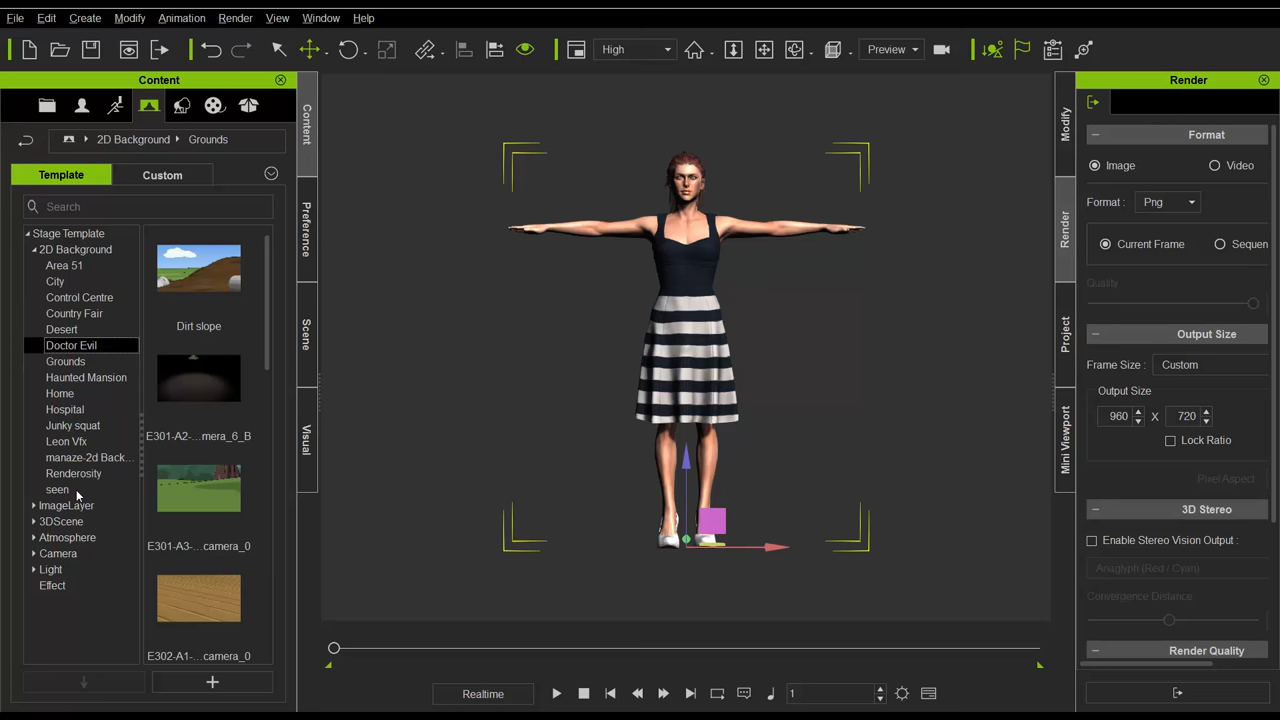 File Edit Create Modify Animation Render View Window Help
High Preview
Content
2D Background Grounds
Template Custom
Search
Stage Template
2D Background
Area 51
City
Control Centre
Country Fair
Desert
Doctor Evil
Grounds
Haunted Mansion
Home
Hospital
Junky squat
Leon Vfx
manaze-2d Back...
Renderosity
seen
ImageLayer
3DScene
Atmosphere
Camera
Light
Effect
Dirt slope
E301-A2-...mera_6_B
E301-A3-...camera_0
E302-A1-...camera_0
Content
Preference
Scene
Visual
Realtime
1
Modify
Render
Project
Mini Viewport
Render
Format
Image Video
Format : Png
Current Frame Sequen
Quality
Output Size
Frame Size : Custom
Output Size
960 X 720
Lock Ratio
Pixel Aspect
3D Stereo
Enable Stereo Vision Output :
Anaglyph (Red / Cyan)
Convergence Distance
Render Quality